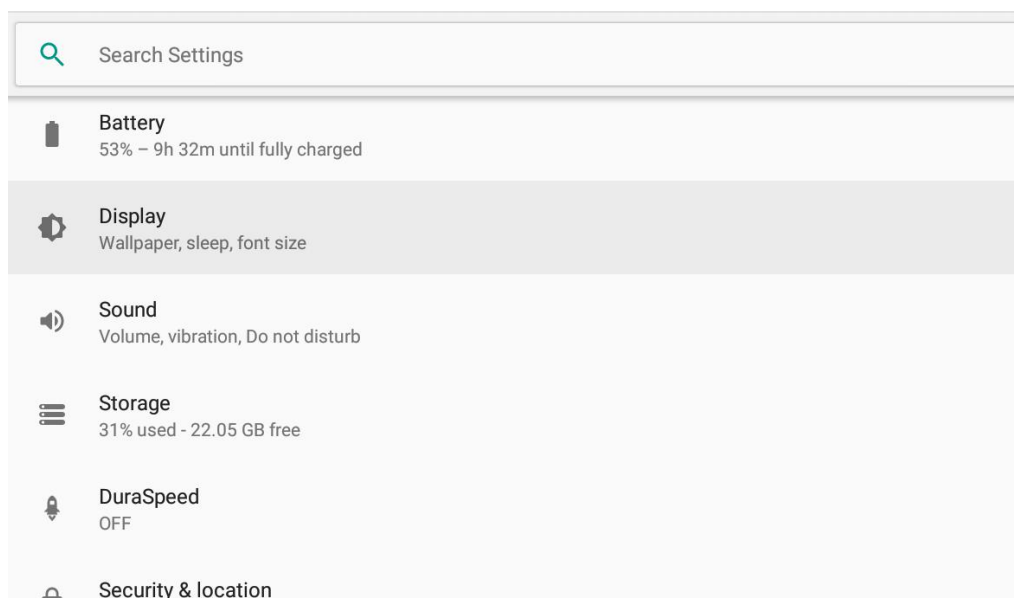 Search Settings
Battery
53% – 9h 32m until fully charged
Display
Wallpaper, sleep, font size
Sound
Volume, vibration, Do not disturb
Storage
31% used - 22.05 GB free
DuraSpeed
OFF
Security & location